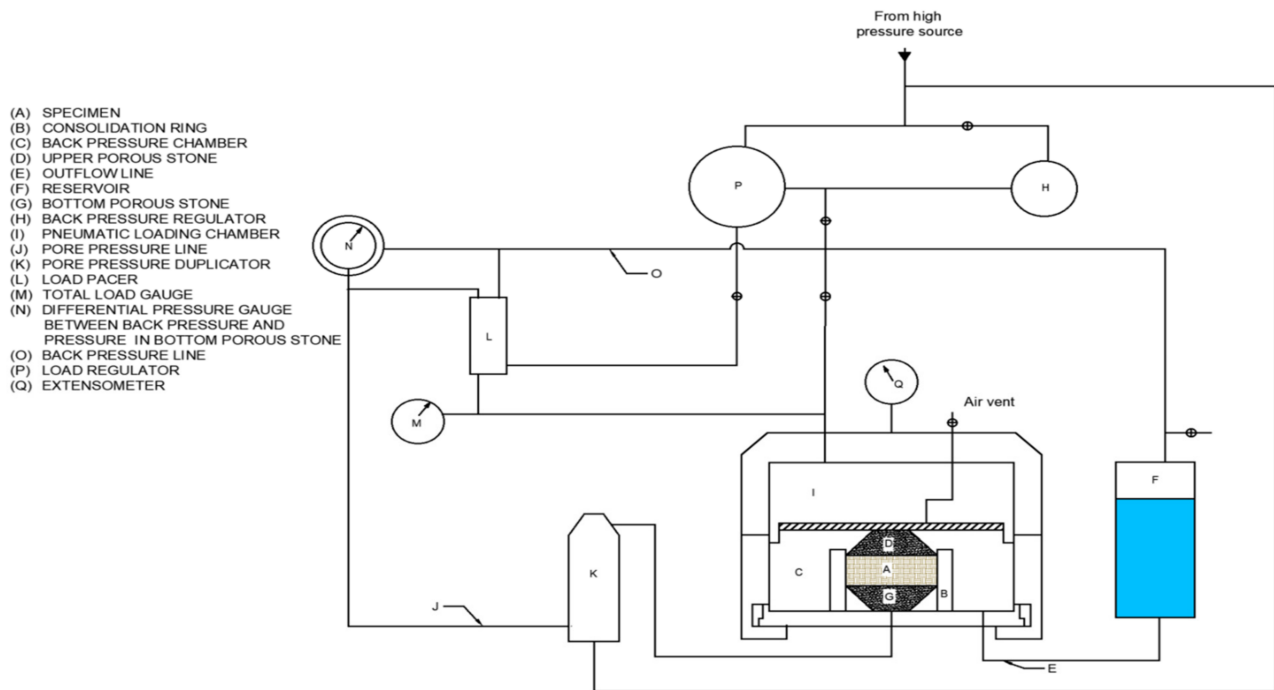 From high
pressure source
(A) SPECIMEN
(B) CONSOLIDATION RING
(C) BACK PRESSURE CHAMBER
(D) UPPER POROUS STONE
(E) OUTFLOW LINE
(F) RESERVOIR
(G) BOTTOM POROUS STONE
(H) BACK PRESSURE REGULATOR
(I) PNEUMATIC LOADING CHAMBER
(J) PORE PRESSURE LINE
(K) PORE PRESSURE DUPLICATOR
(L) LOAD PACER
(M) TOTAL LOAD GAUGE
(N) DIFFERENTIAL PRESSURE GAUGE
BETWEEN BACK PRESSURE AND
PRESSURE IN BOTTOM POROUS STONE
(O) BACK PRESSURE LINE
(P) LOAD REGULATOR
(Q) EXTENSOMETER
P
H
N
O
L
Q
M
Air vent
F
I
D
C
A
K
G
B
J
E